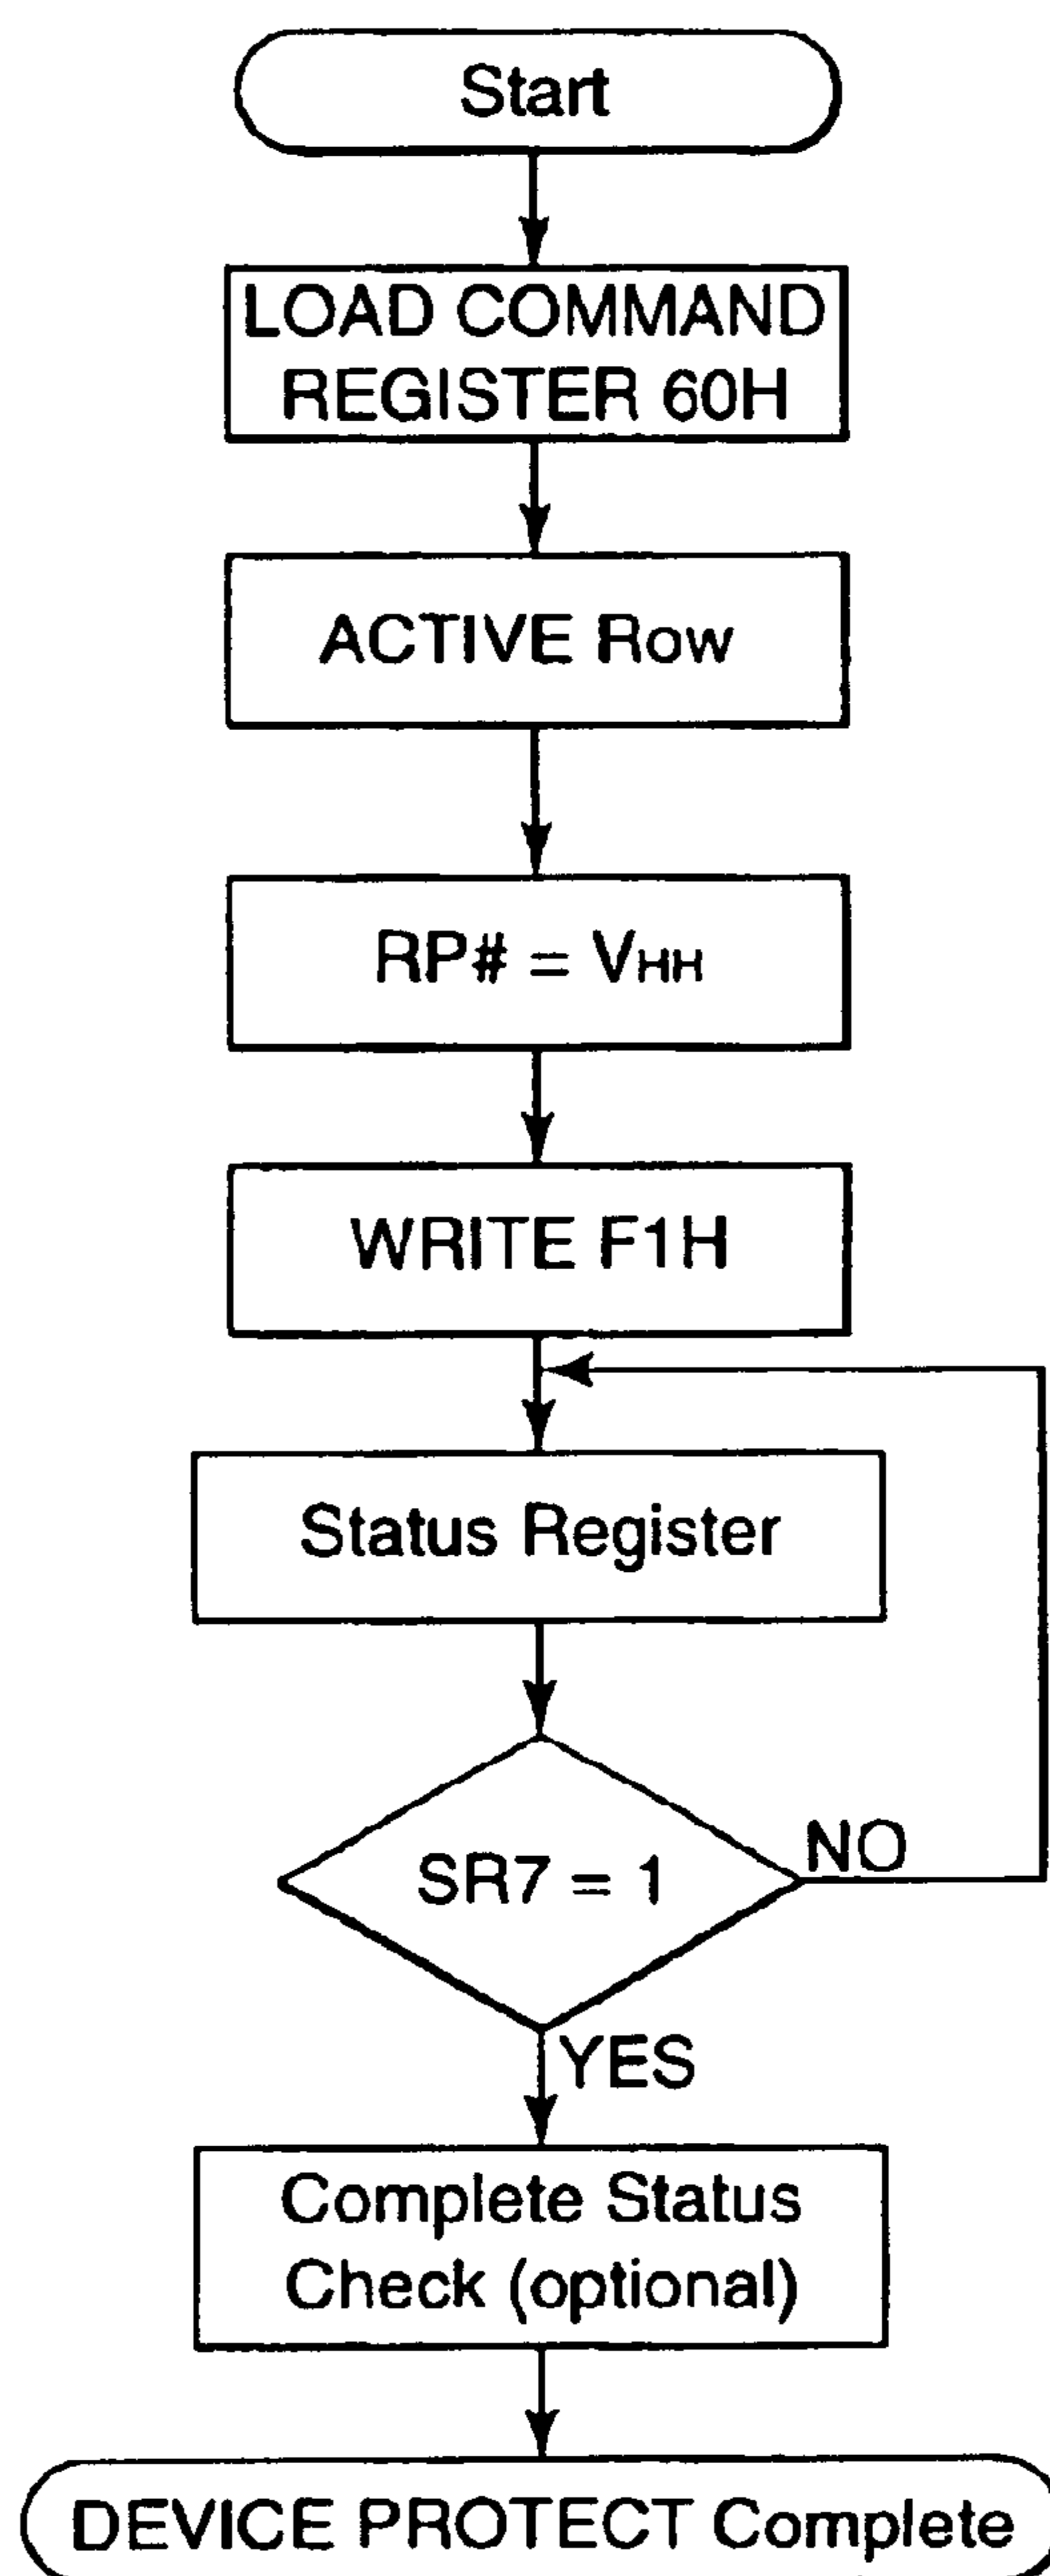 Start
LOAD COMMAND
REGISTER 60H
ACTIVE Row
RP# = VHH
WRITE F1H
Status Register
SR7 = 1
NO
YES
Complete Status
Check (optional)
DEVICE PROTECT Complete